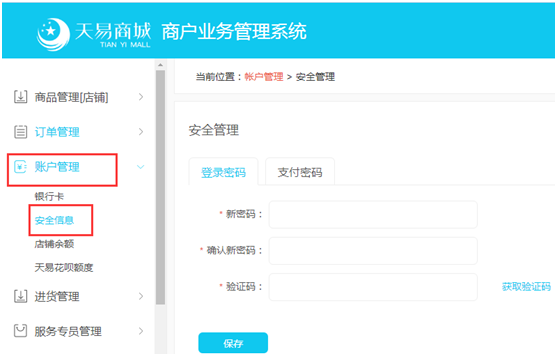 天易商城 商户业务管理系统
TIAN YI MALL
当前位置：帐户管理 > 安全管理
商品管理[店铺]
订单管理
账户管理
银行卡
安全信息
店铺余额
天易花呗额度
进货管理
服务专员管理
安全管理
登录密码 支付密码
* 新密码：
* 确认新密码：
* 验证码： 获取验证码
保存